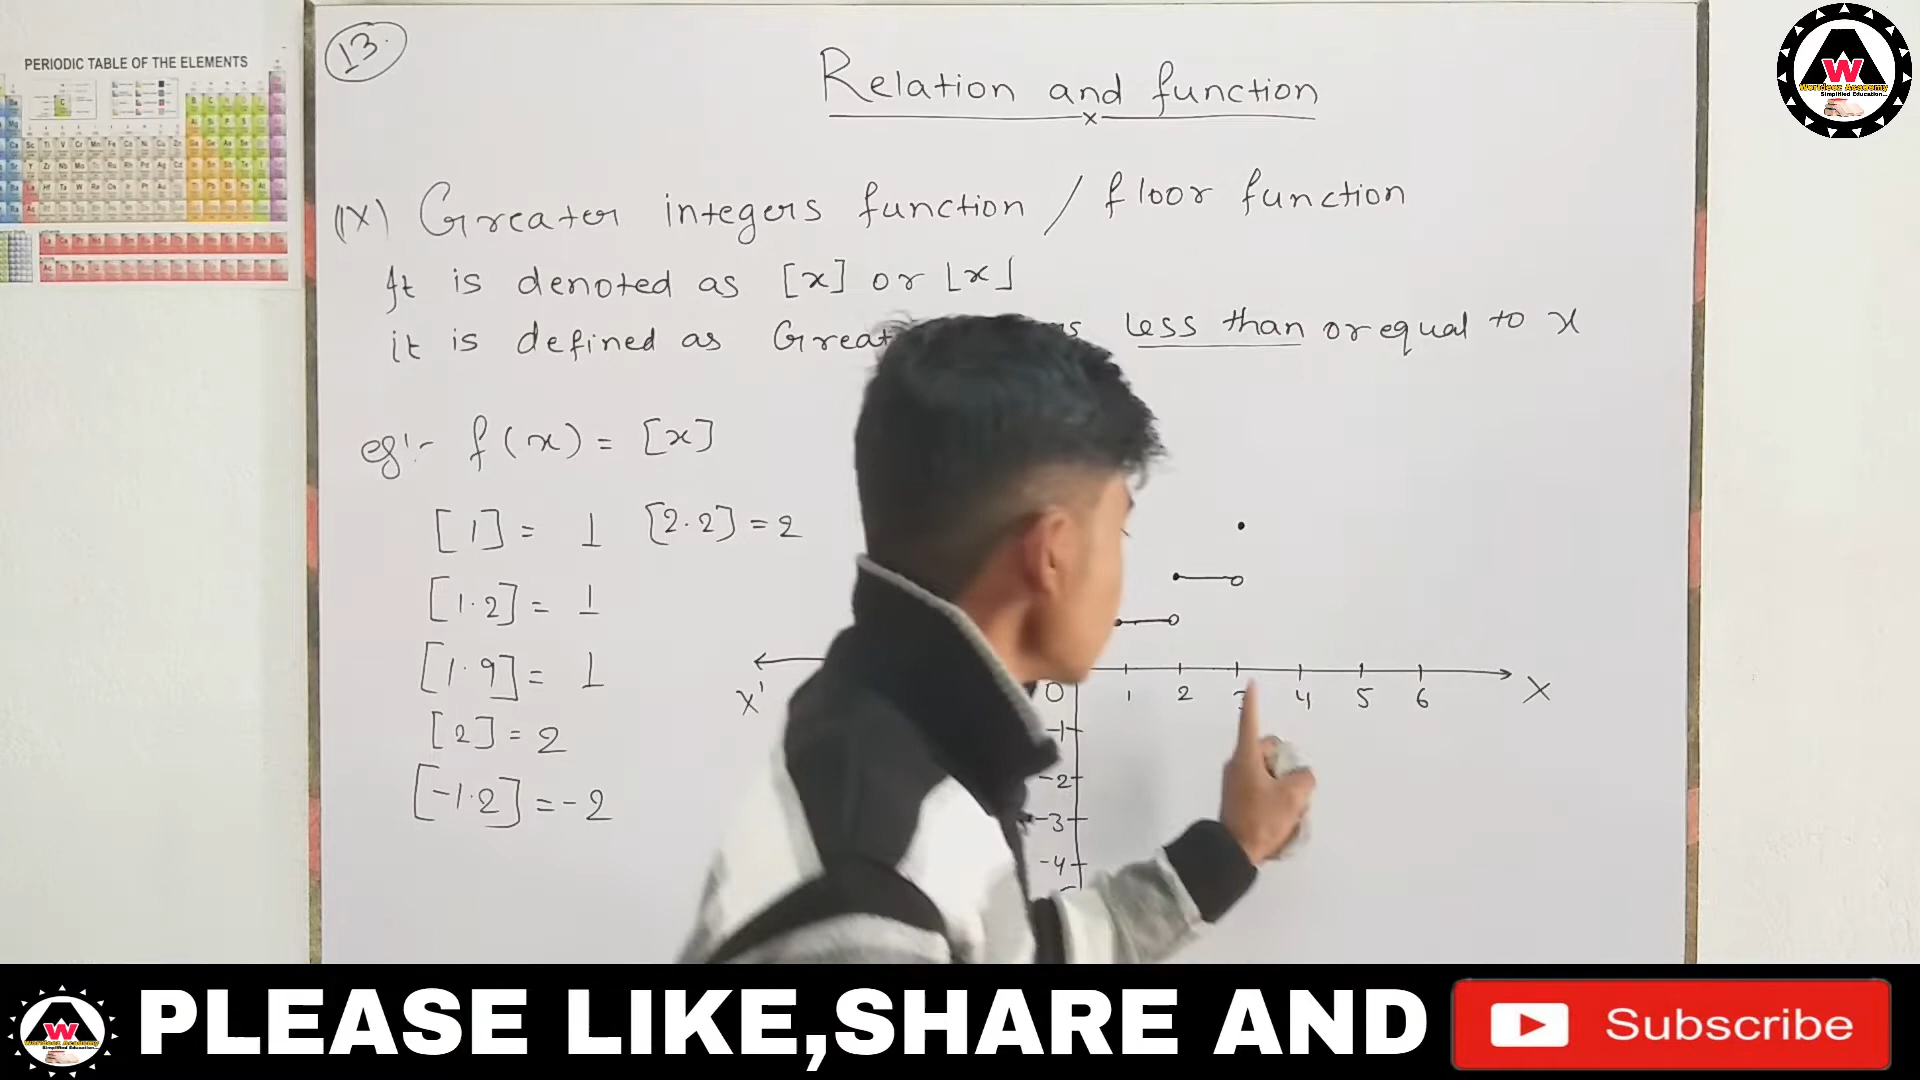 13.
PERIODIC TABLE OF THE ELEMENTS
Relation and function
(IX) Greater integers function / floor function
It is denoted as [x] or ⌊x⌋
it is defined as less than or equal to x
eg:- f(x) = [x]
[1] = 1 [2.2] = 2
[1.2] = 1
[1.9] = 1
[2] = 2
[-1.2] = -2
X' 0 1 2 3 4 5 6 X
-1
-2
-3
-4
W
Simplified Education...
PLEASE LIKE,SHARE AND Subscribe